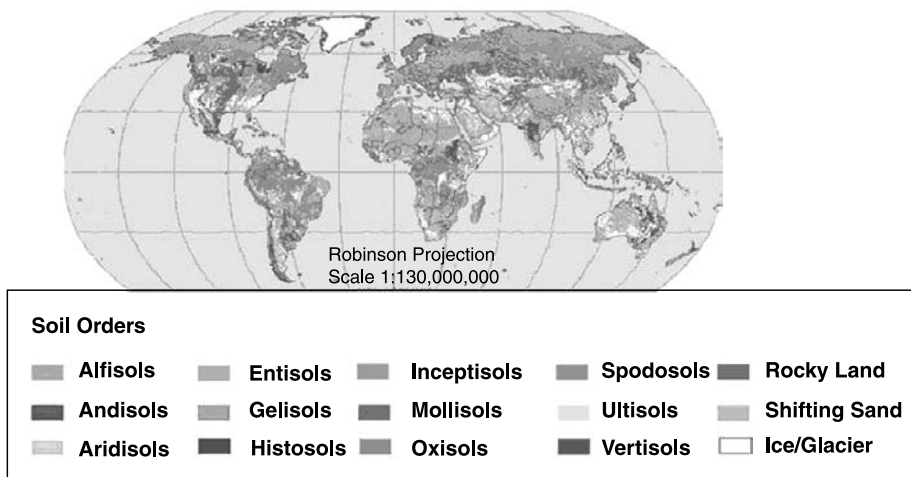 Robinson Projection
Scale 1:130,000,000
Soil Orders
Alfisols Entisols Inceptisols Spodosols Rocky Land
Andisols Gelisols Mollisols Ultisols Shifting Sand
Aridisols Histosols Oxisols Vertisols Ice/Glacier